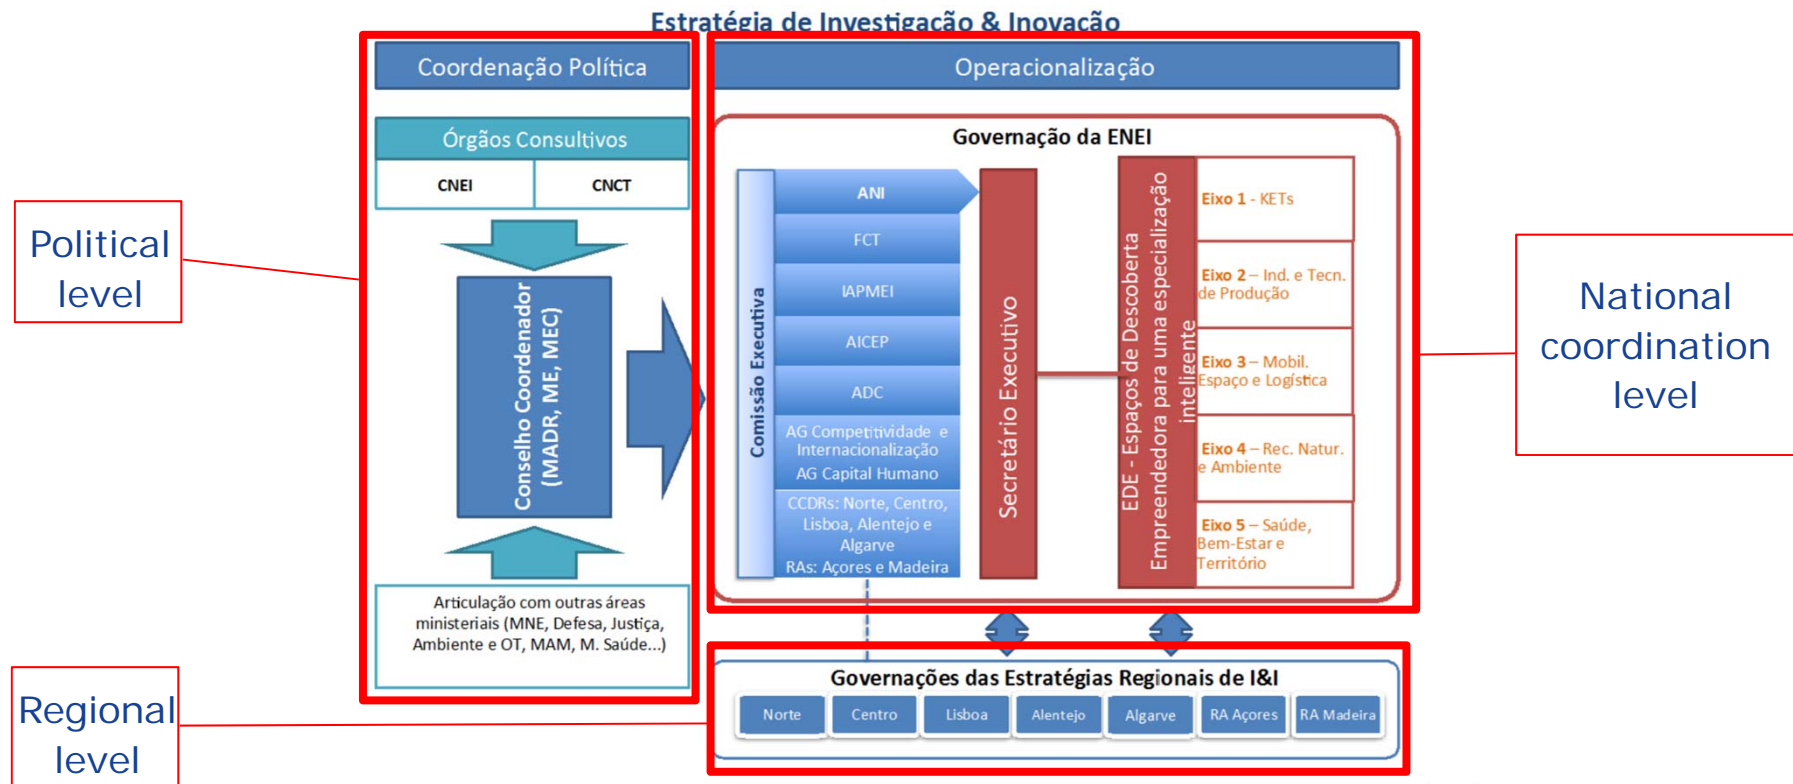 Estratégia de Investigação & Inovação
Coordenação Política
Operacionalização
Órgãos Consultivos
CNEI
CNCT
Conselho Coordenador
(MADR, ME, MEC)
Articulação com outras áreas
ministeriais (MNE, Defesa, Justiça,
Ambiente e OT, MAM, M. Saúde...)
Political
level
Governação da ENEI
Comissão Executiva
ANI
FCT
IAPMEI
AICEP
ADC
AG Competitividade e
Internacionalização
AG Capital Humano
CCDRs: Norte, Centro,
Lisboa, Alentejo e
Algarve
RAs: Açores e Madeira
Secretário Executivo
EDE - Espaços de Descoberta
Empreendedora para uma especialização
inteligente
Eixo 1 - KETs
Eixo 2 – Ind. e Tecn.
de Produção
Eixo 3 – Mobil.
Espaço e Logística
Eixo 4 – Rec. Natur.
e Ambiente
Eixo 5 – Saúde,
Bem-Estar e
Território
National
coordination
level
Regional
level
Governações das Estratégias Regionais de I&I
Norte
Centro
Lisboa
Alentejo
Algarve
RA Açores
RA Madeira